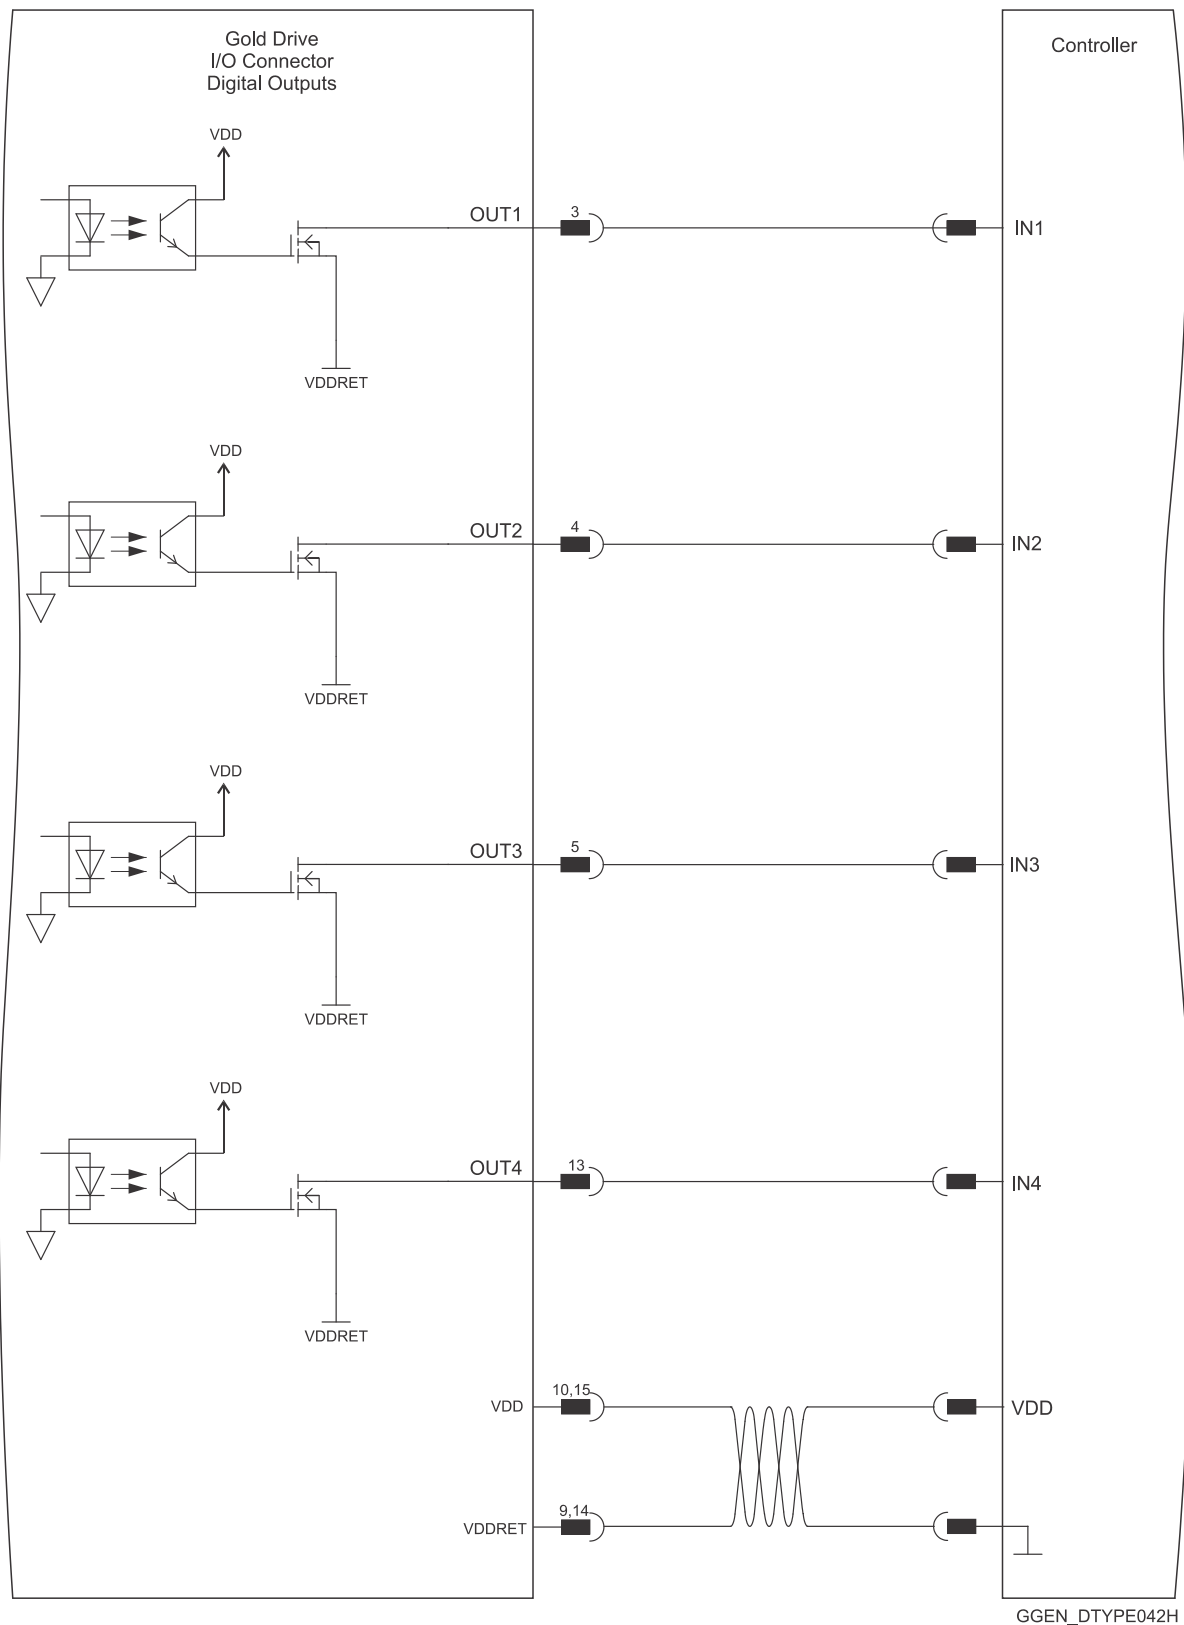 Gold Drive
I/O Connector
Digital Outputs
Controller
VDD
OUT1
3
IN1
VDDRET
VDD
OUT2
4
IN2
VDDRET
VDD
OUT3
5
IN3
VDDRET
VDD
OUT4
13
IN4
VDDRET
VDD
10,15
VDD
VDDRET
9,14
GGEN_DTYPE042H